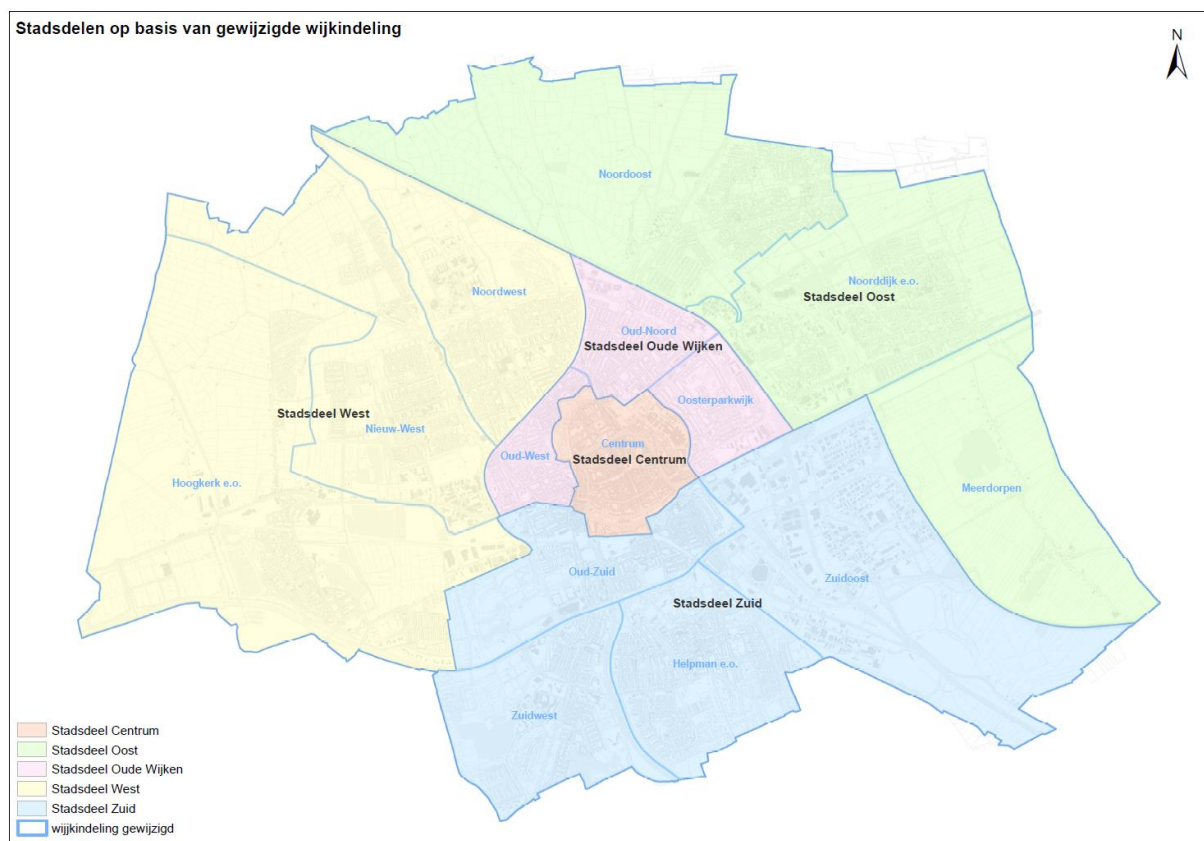 Stadsdelen op basis van gewijzigde wijkindeling
N
Noordoost
Noorddijk e.o.
Stadsdeel Oost
Noordwest
Oud-Noord
Stadsdeel Oude Wijken
Oosterparkwijk
Stadsdeel West
Nieuw-West
Centrum
Stadsdeel Centrum
Oud-West
Hoogkerk e.o.
Meerdorpen
Oud-Zuid
Zuidoost
Stadsdeel Zuid
Helpman e.o.
Zuidwest
Stadsdeel Centrum
Stadsdeel Oost
Stadsdeel Oude Wijken
Stadsdeel West
Stadsdeel Zuid
wijjkindeling gewijzigd